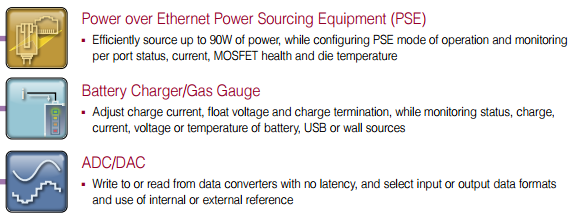 Power over Ethernet Power Sourcing Equipment (PSE)
▪ Efficiently source up to 90W of power, while configuring PSE mode of operation and monitoring
per port status, current, MOSFET health and die temperature
Battery Charger/Gas Gauge
▪ Adjust charge current, float voltage and charge termination, while monitoring status, charge,
current, voltage or temperature of battery, USB or wall sources
ADC/DAC
▪ Write to or read from data converters with no latency, and select input or output data formats
and use of internal or external reference